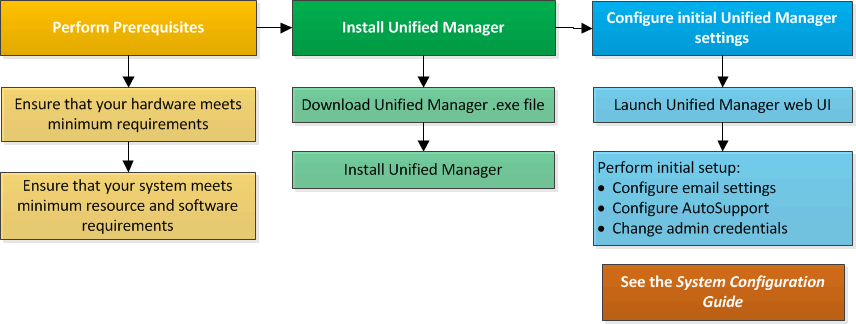 Perform Prerequisites
Ensure that your hardware meets
minimum requirements
Ensure that your system meets
minimum resource and software
requirements
Install Unified Manager
Download Unified Manager .exe file
Install Unified Manager
Configure initial Unified Manager
settings
Launch Unified Manager web UI
Perform initial setup:
• Configure email settings
• Configure AutoSupport
• Change admin credentials
See the System Configuration
Guide